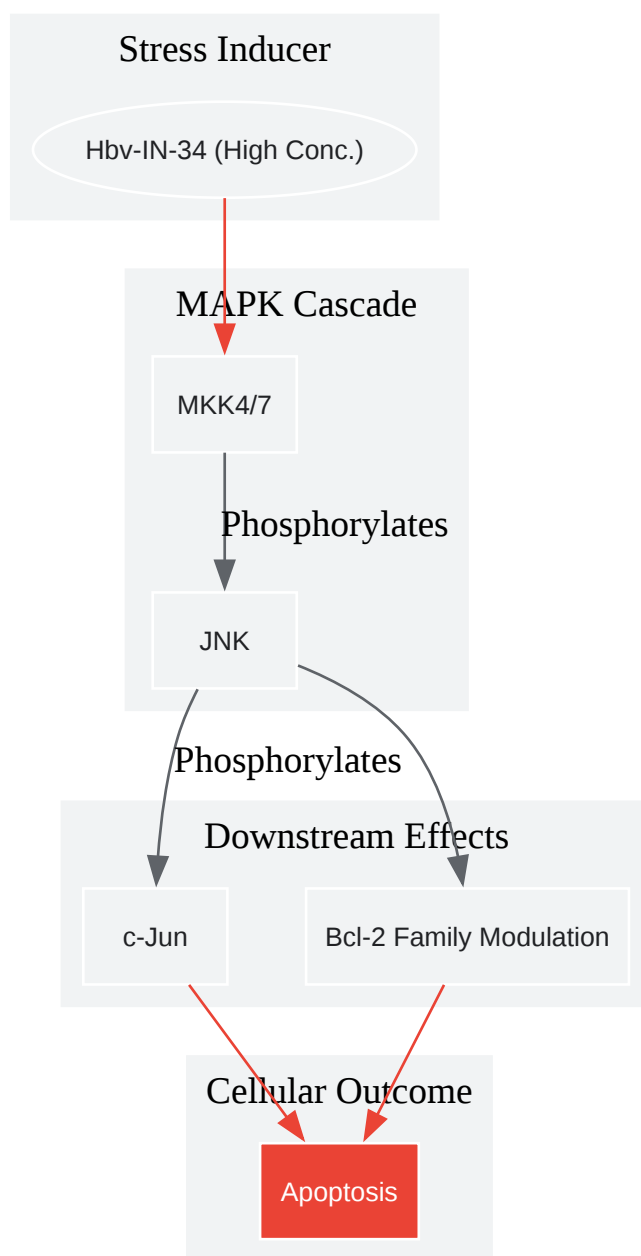 Stress Inducer
Hbv-IN-34 (High Conc.)
MAPK Cascade
MKK4/7
Phosphorylates
JNK
Phosphorylates
Downstream Effects
c-Jun
Bcl-2 Family Modulation
Cellular Outcome
Apoptosis